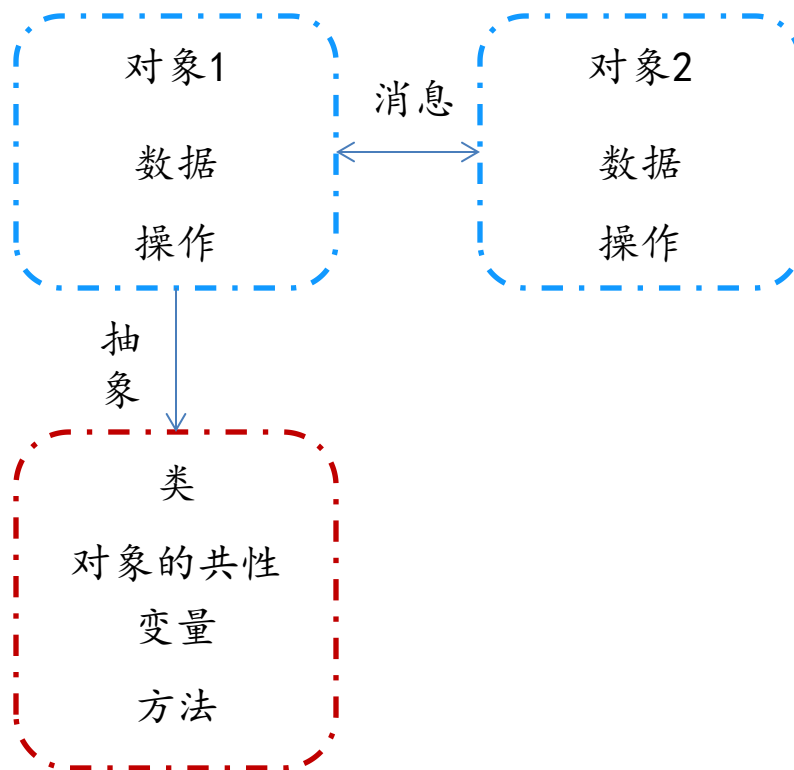 对象1
数据
操作
消息
对象2
数据
操作
抽
象
类
对象的共性
变量
方法